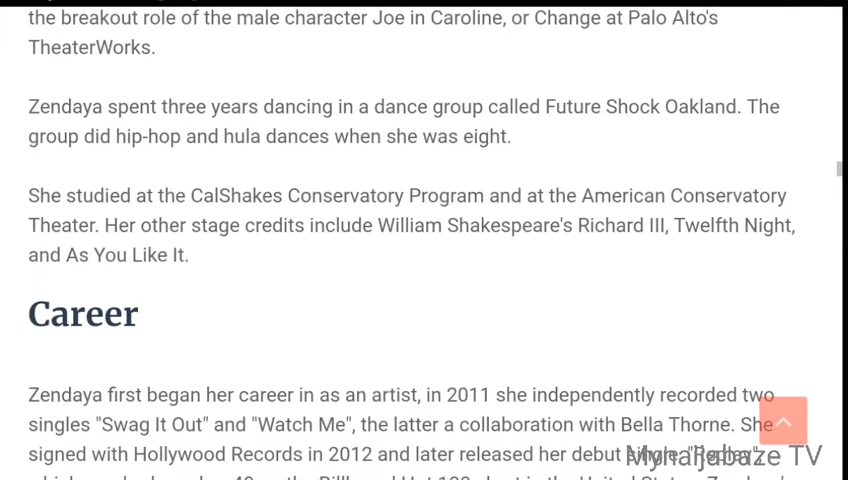 the breakout role of the male character Joe in Caroline, or Change at Palo Alto's
TheaterWorks.
Zendaya spent three years dancing in a dance group called Future Shock Oakland. The
group did hip-hop and hula dances when she was eight.
She studied at the CalShakes Conservatory Program and at the American Conservatory
Theater. Her other stage credits include William Shakespeare's Richard III, Twelfth Night,
and As You Like It.
Career
Zendaya first began her career in as an artist, in 2011 she independently recorded two
singles "Swag It Out" and "Watch Me", the latter a collaboration with Bella Thorne. She
signed with Hollywood Records in 2012 and later released her debut single, "Replay",
Mynaijabaze TV